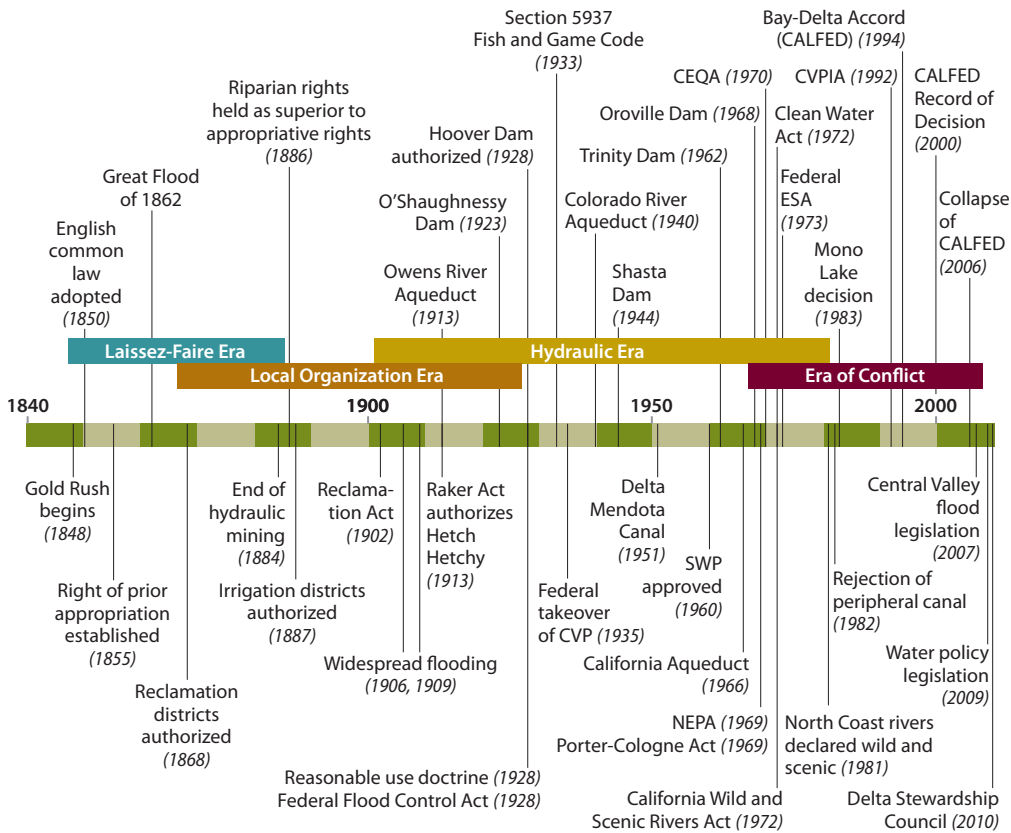 Section 5937
Fish and Game Code
(1933)
Bay-Delta Accord
(CALFED) (1994)
Riparian rights
held as superior to
appropriative rights
(1886)
CEQA (1970)
CVPIA (1992)
CALFED
Record of
Decision
(2000)
Hoover Dam
authorized (1928)
Oroville Dam (1968)
Clean Water
Act (1972)
Great Flood
of 1862
Trinity Dam (1962)
English
common
law
adopted
(1850)
O'Shaughnessy
Dam (1923)
Colorado River
Aqueduct (1940)
Federal
ESA
(1973)
Collapse
of
CALFED
(2006)
Owens River
Aqueduct
(1913)
Shasta
Dam
(1944)
Mono
Lake
decision
(1983)
Laissez-Faire Era
Hydraulic Era
Local Organization Era
Era of Conflict
1840
1900
1950
2000
Gold Rush
begins
(1848)
End of
hydraulic
mining
(1884)
Reclama-
tion Act
(1902)
Raker Act
authorizes
Hetch
Hetchy
(1913)
Delta
Mendota
Canal
(1951)
Central Valley
flood
legislation
(2007)
Right of prior
appropriation
established
(1855)
Irrigation districts
authorized
(1887)
Federal
takeover
of CVP (1935)
SWP
approved
(1960)
Rejection of
peripheral canal
(1982)
Widespread flooding
(1906, 1909)
California Aqueduct
(1966)
Water policy
legislation
(2009)
Reclamation
districts
authorized
(1868)
NEPA (1969)
Porter-Cologne Act (1969)
North Coast rivers
declared wild and
scenic (1981)
Reasonable use doctrine (1928)
Federal Flood Control Act (1928)
California Wild and
Scenic Rivers Act (1972)
Delta Stewardship
Council (2010)